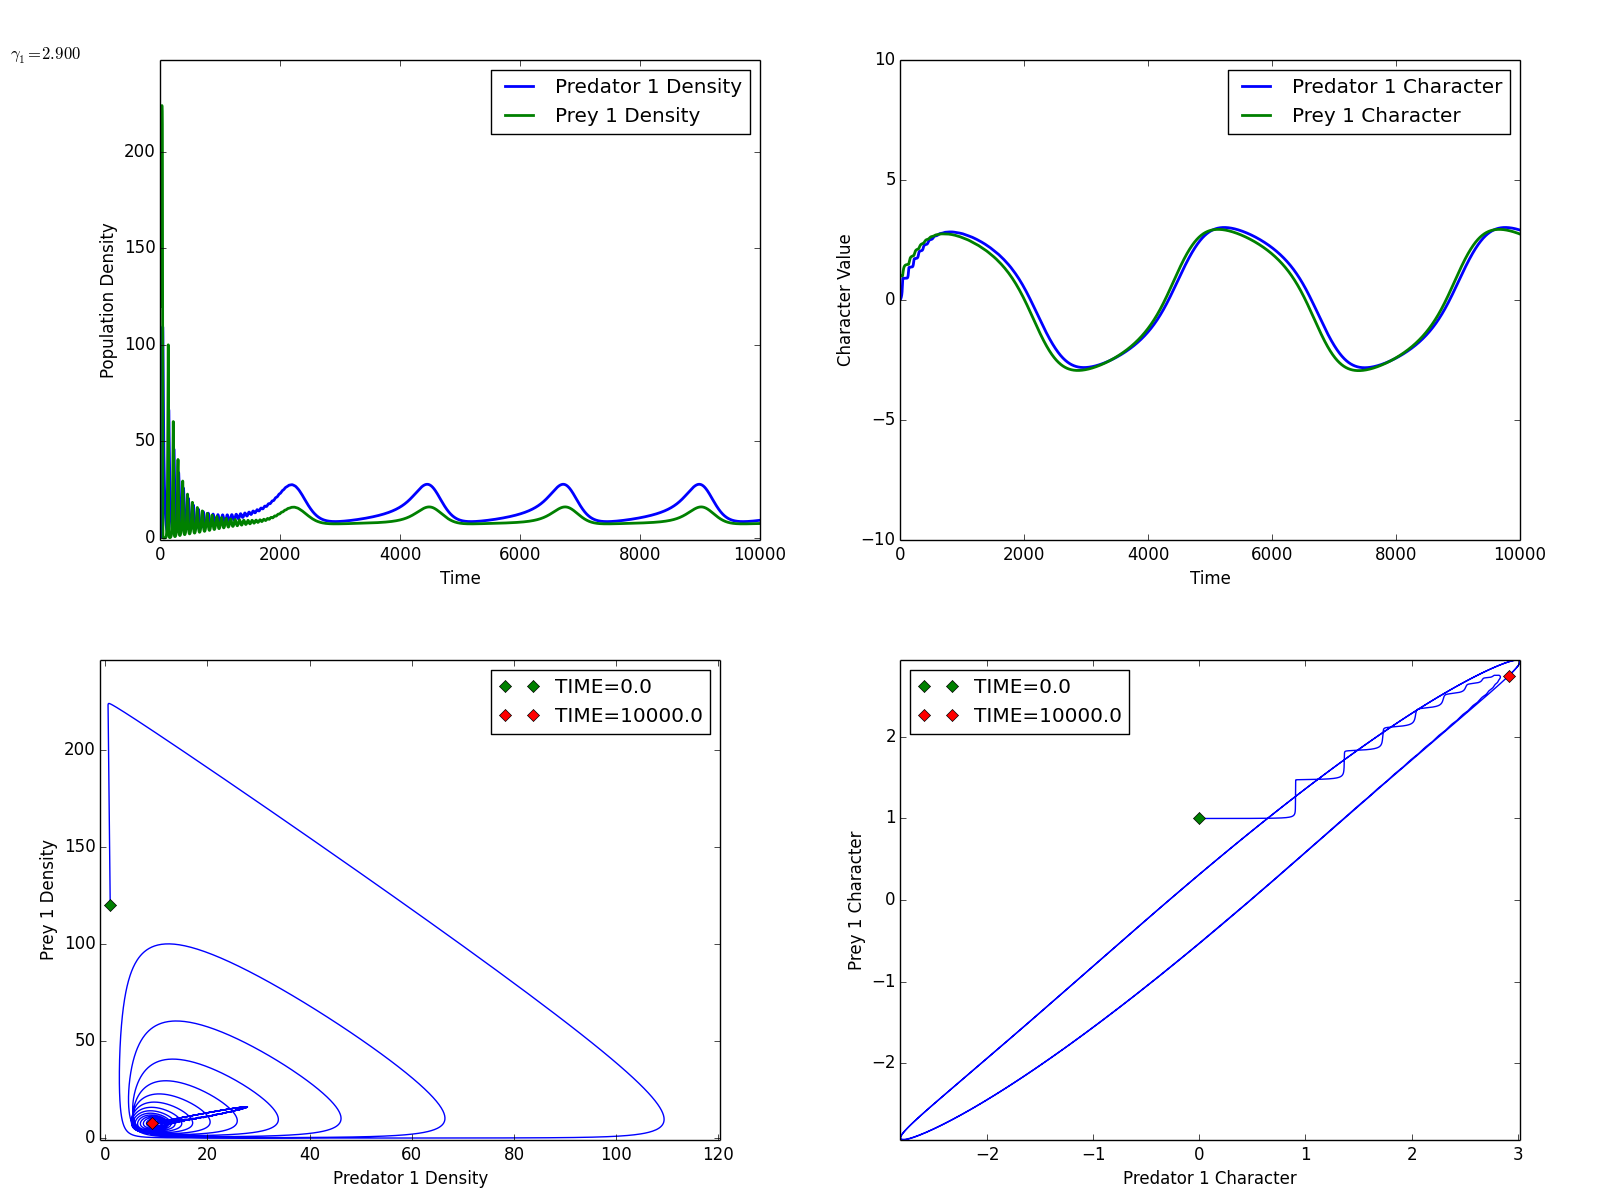 γ₁=2.900
Predator 1 Density
Prey 1 Density
200
150
100
50
0
Population Density
0 2000 4000 6000 8000 10000
Time
Predator 1 Character
Prey 1 Character
10
5
0
−5
−10
Character Value
0 2000 4000 6000 8000 10000
Time
TIME=0.0
TIME=10000.0
200
150
100
50
0
Prey 1 Density
0 20 40 60 80 100 120
Predator 1 Density
TIME=0.0
TIME=10000.0
2
1
0
−1
−2
Prey 1 Character
−2 −1 0 1 2 3
Predator 1 Character